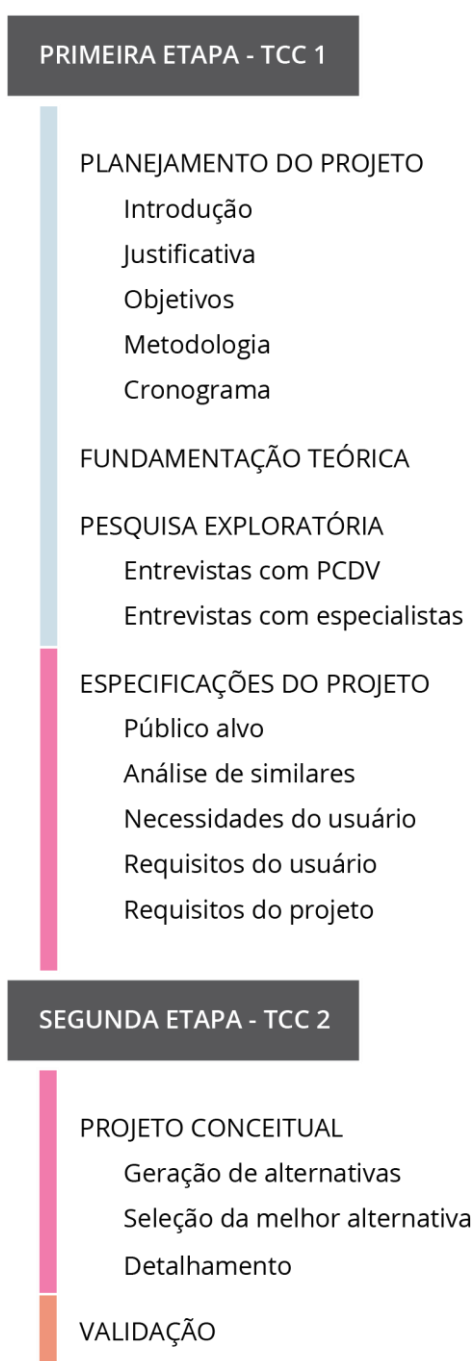 PRIMEIRA ETAPA - TCC 1
PLANEJAMENTO DO PROJETO
Introdução
Justificativa
Objetivos
Metodologia
Cronograma
FUNDAMENTAÇÃO TEÓRICA
PESQUISA EXPLORATÓRIA
Entrevistas com PCDV
Entrevistas com especialistas
ESPECIFICAÇÕES DO PROJETO
Público alvo
Análise de similares
Necessidades do usuário
Requisitos do usuário
Requisitos do projeto
SEGUNDA ETAPA - TCC 2
PROJETO CONCEITUAL
Geração de alternativas
Seleção da melhor alternativa
Detalhamento
VALIDAÇÃO